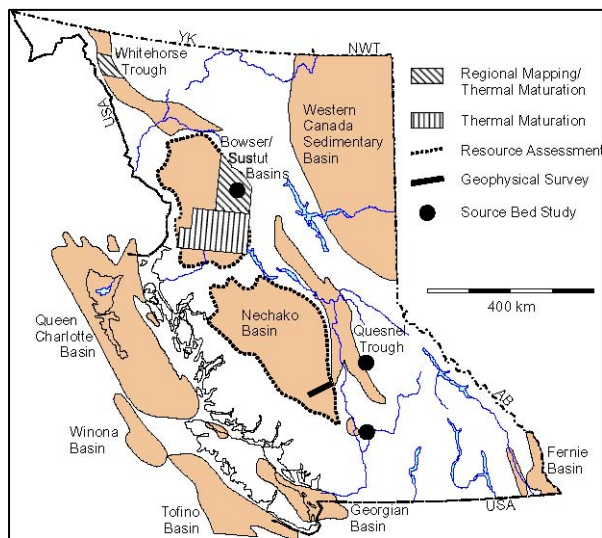 YK
NWT
Whitehorse
Trough
USA
Western
Canada
Sedimentary
Basin
Bowser/
Sustut
Basins
Regional Mapping/
Thermal Maturation
Thermal Maturation
Resource Assessment
Geophysical Survey
Source Bed Study
400 km
Queen
Charlotte
Basin
Nechako
Basin
Quesnel
Trough
AB
Winona
Basin
Fernie
Basin
Tofino
Basin
Georgian
Basin
USA